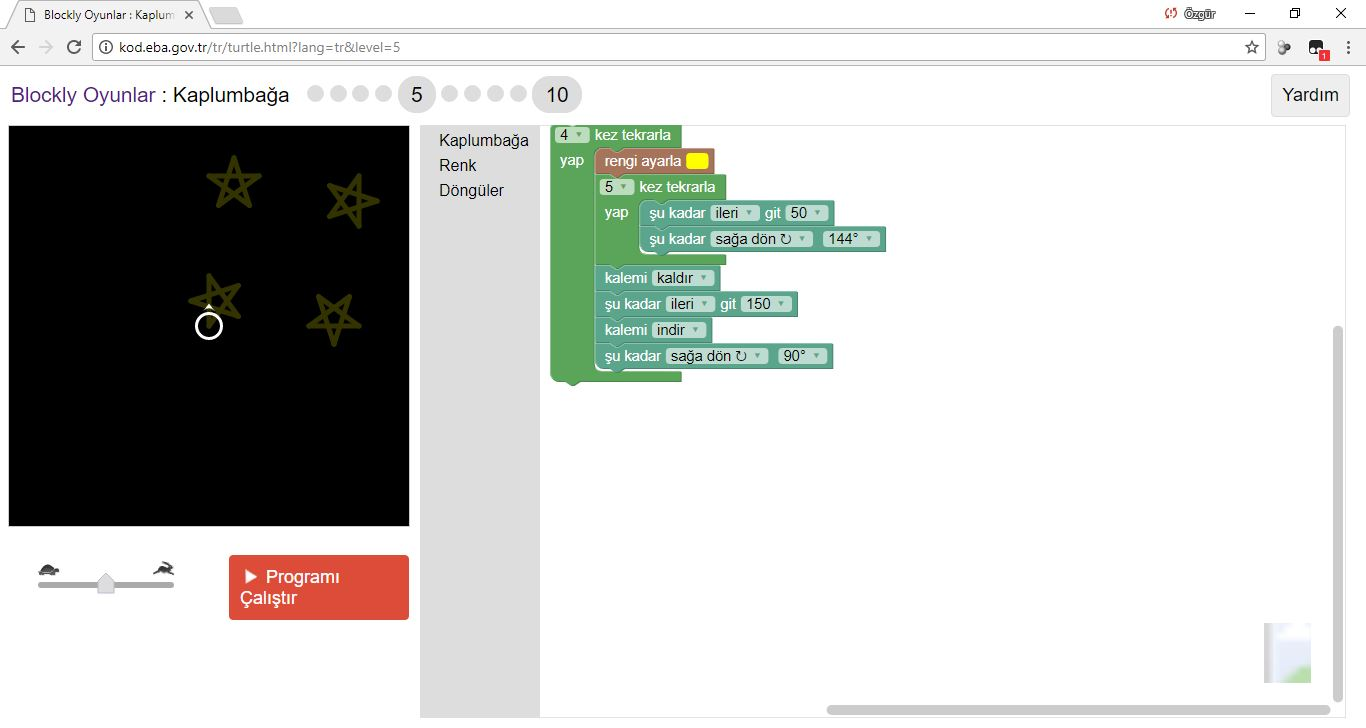 Blockly Oyunlar : Kaplum
Özgür
kod.eba.gov.tr/tr/turtle.html?lang=tr&level=5
1
Blockly Oyunlar : Kaplumbağa
5
10
Yardım
Kaplumbağa
Renk
Döngüler
4 kez tekrarla
yap
rengi ayarla
5 kez tekrarla
yap
şu kadar ileri git 50
şu kadar sağa dön ↻ 144°
kalemi kaldır
şu kadar ileri git 150
kalemi indir
şu kadar sağa dön ↻ 90°
Programı
Çalıştır